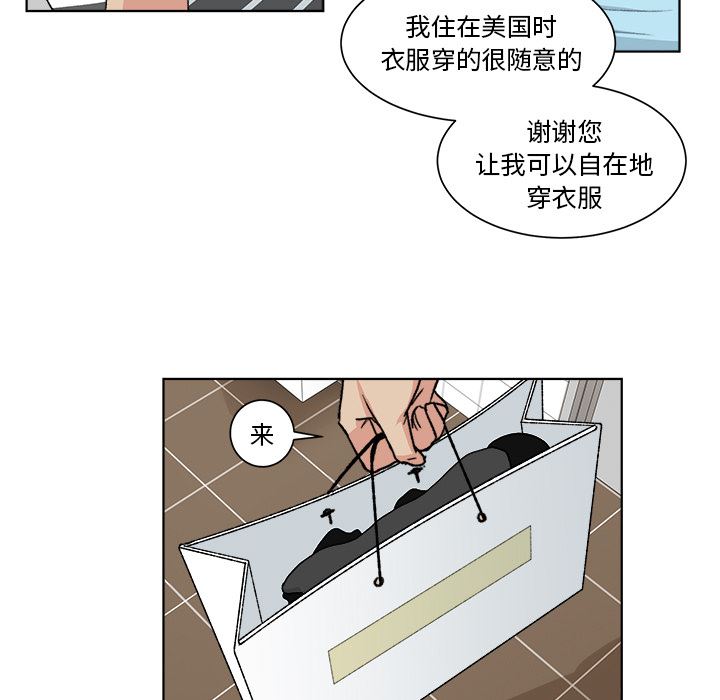 我住在美国时
衣服穿的很随意的
谢谢您
让我可以自在地
穿衣服
来